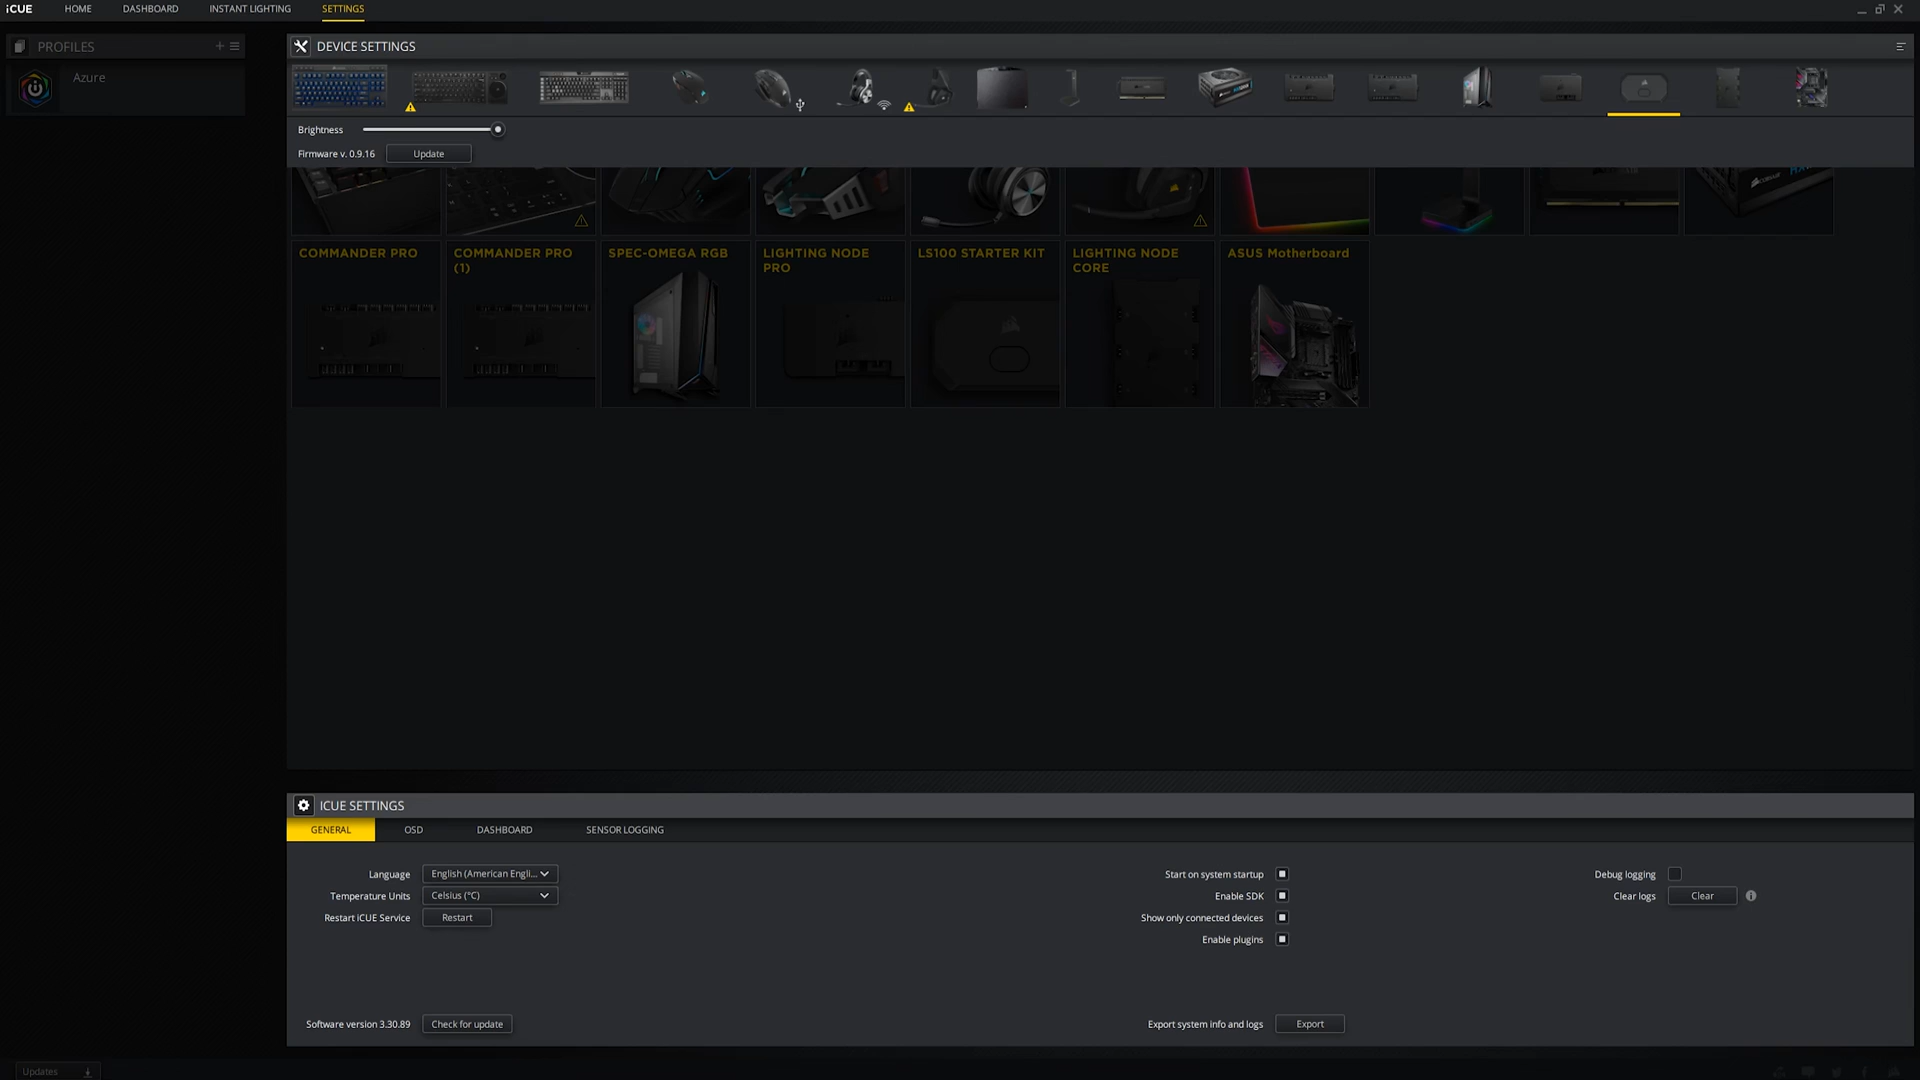 iCUE
HOME
DASHBOARD
INSTANT LIGHTING
SETTINGS
PROFILES
Azure
DEVICE SETTINGS
Brightness
Firmware v. 0.9.16
Update
COMMANDER PRO
COMMANDER PRO
(1)
SPEC-OMEGA RGB
LIGHTING NODE
PRO
LS100 STARTER KIT
LIGHTING NODE
CORE
ASUS Motherboard
ICUE SETTINGS
GENERAL
OSD
DASHBOARD
SENSOR LOGGING
Language
English (American Engli...
Temperature Units
Celsius (°C)
Restart iCUE Service
Restart
Start on system startup
Enable SDK
Show only connected devices
Enable plugins
Debug logging
Clear logs
Clear
Software version 3.30.89
Check for update
Export system info and logs
Export
Updates